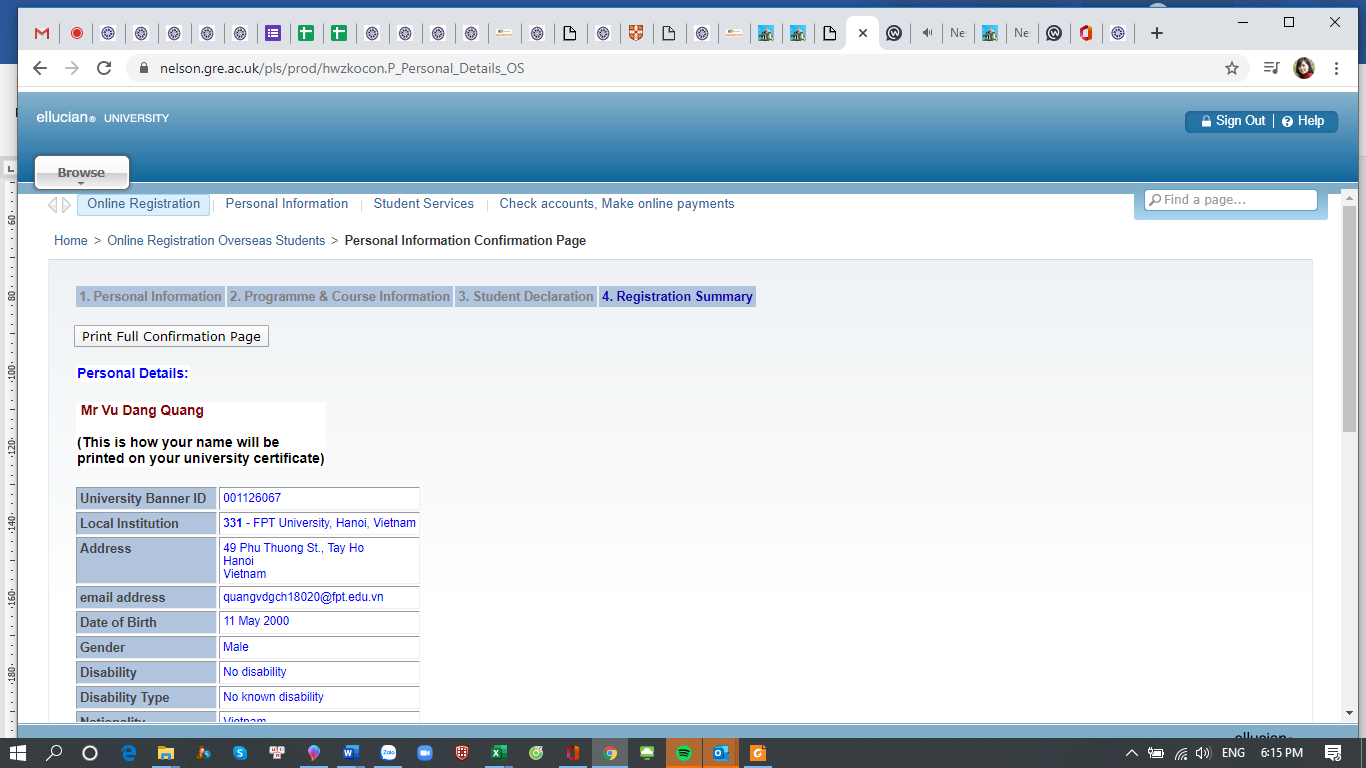 Ne
Ne
nelson.gre.ac.uk/pls/prod/hwzkocon.P_Personal_Details_OS
ellucian® UNIVERSITY
Sign Out | Help
Browse
Online Registration | Personal Information | Student Services | Check accounts, Make online payments
Find a page...
Home > Online Registration Overseas Students > Personal Information Confirmation Page
1. Personal Information 2. Programme & Course Information 3. Student Declaration 4. Registration Summary
Print Full Confirmation Page
Personal Details:
Mr Vu Dang Quang
(This is how your name will be
printed on your university certificate)
University Banner ID 001126067
Local Institution 331 - FPT University, Hanoi, Vietnam
Address 49 Phu Thuong St., Tay Ho
Hanoi
Vietnam
email address quangvdgch18020@fpt.edu.vn
Date of Birth 11 May 2000
Gender Male
Disability No disability
Disability Type No known disability
Nationality Vietnam
ellucian
ENG 6:15 PM